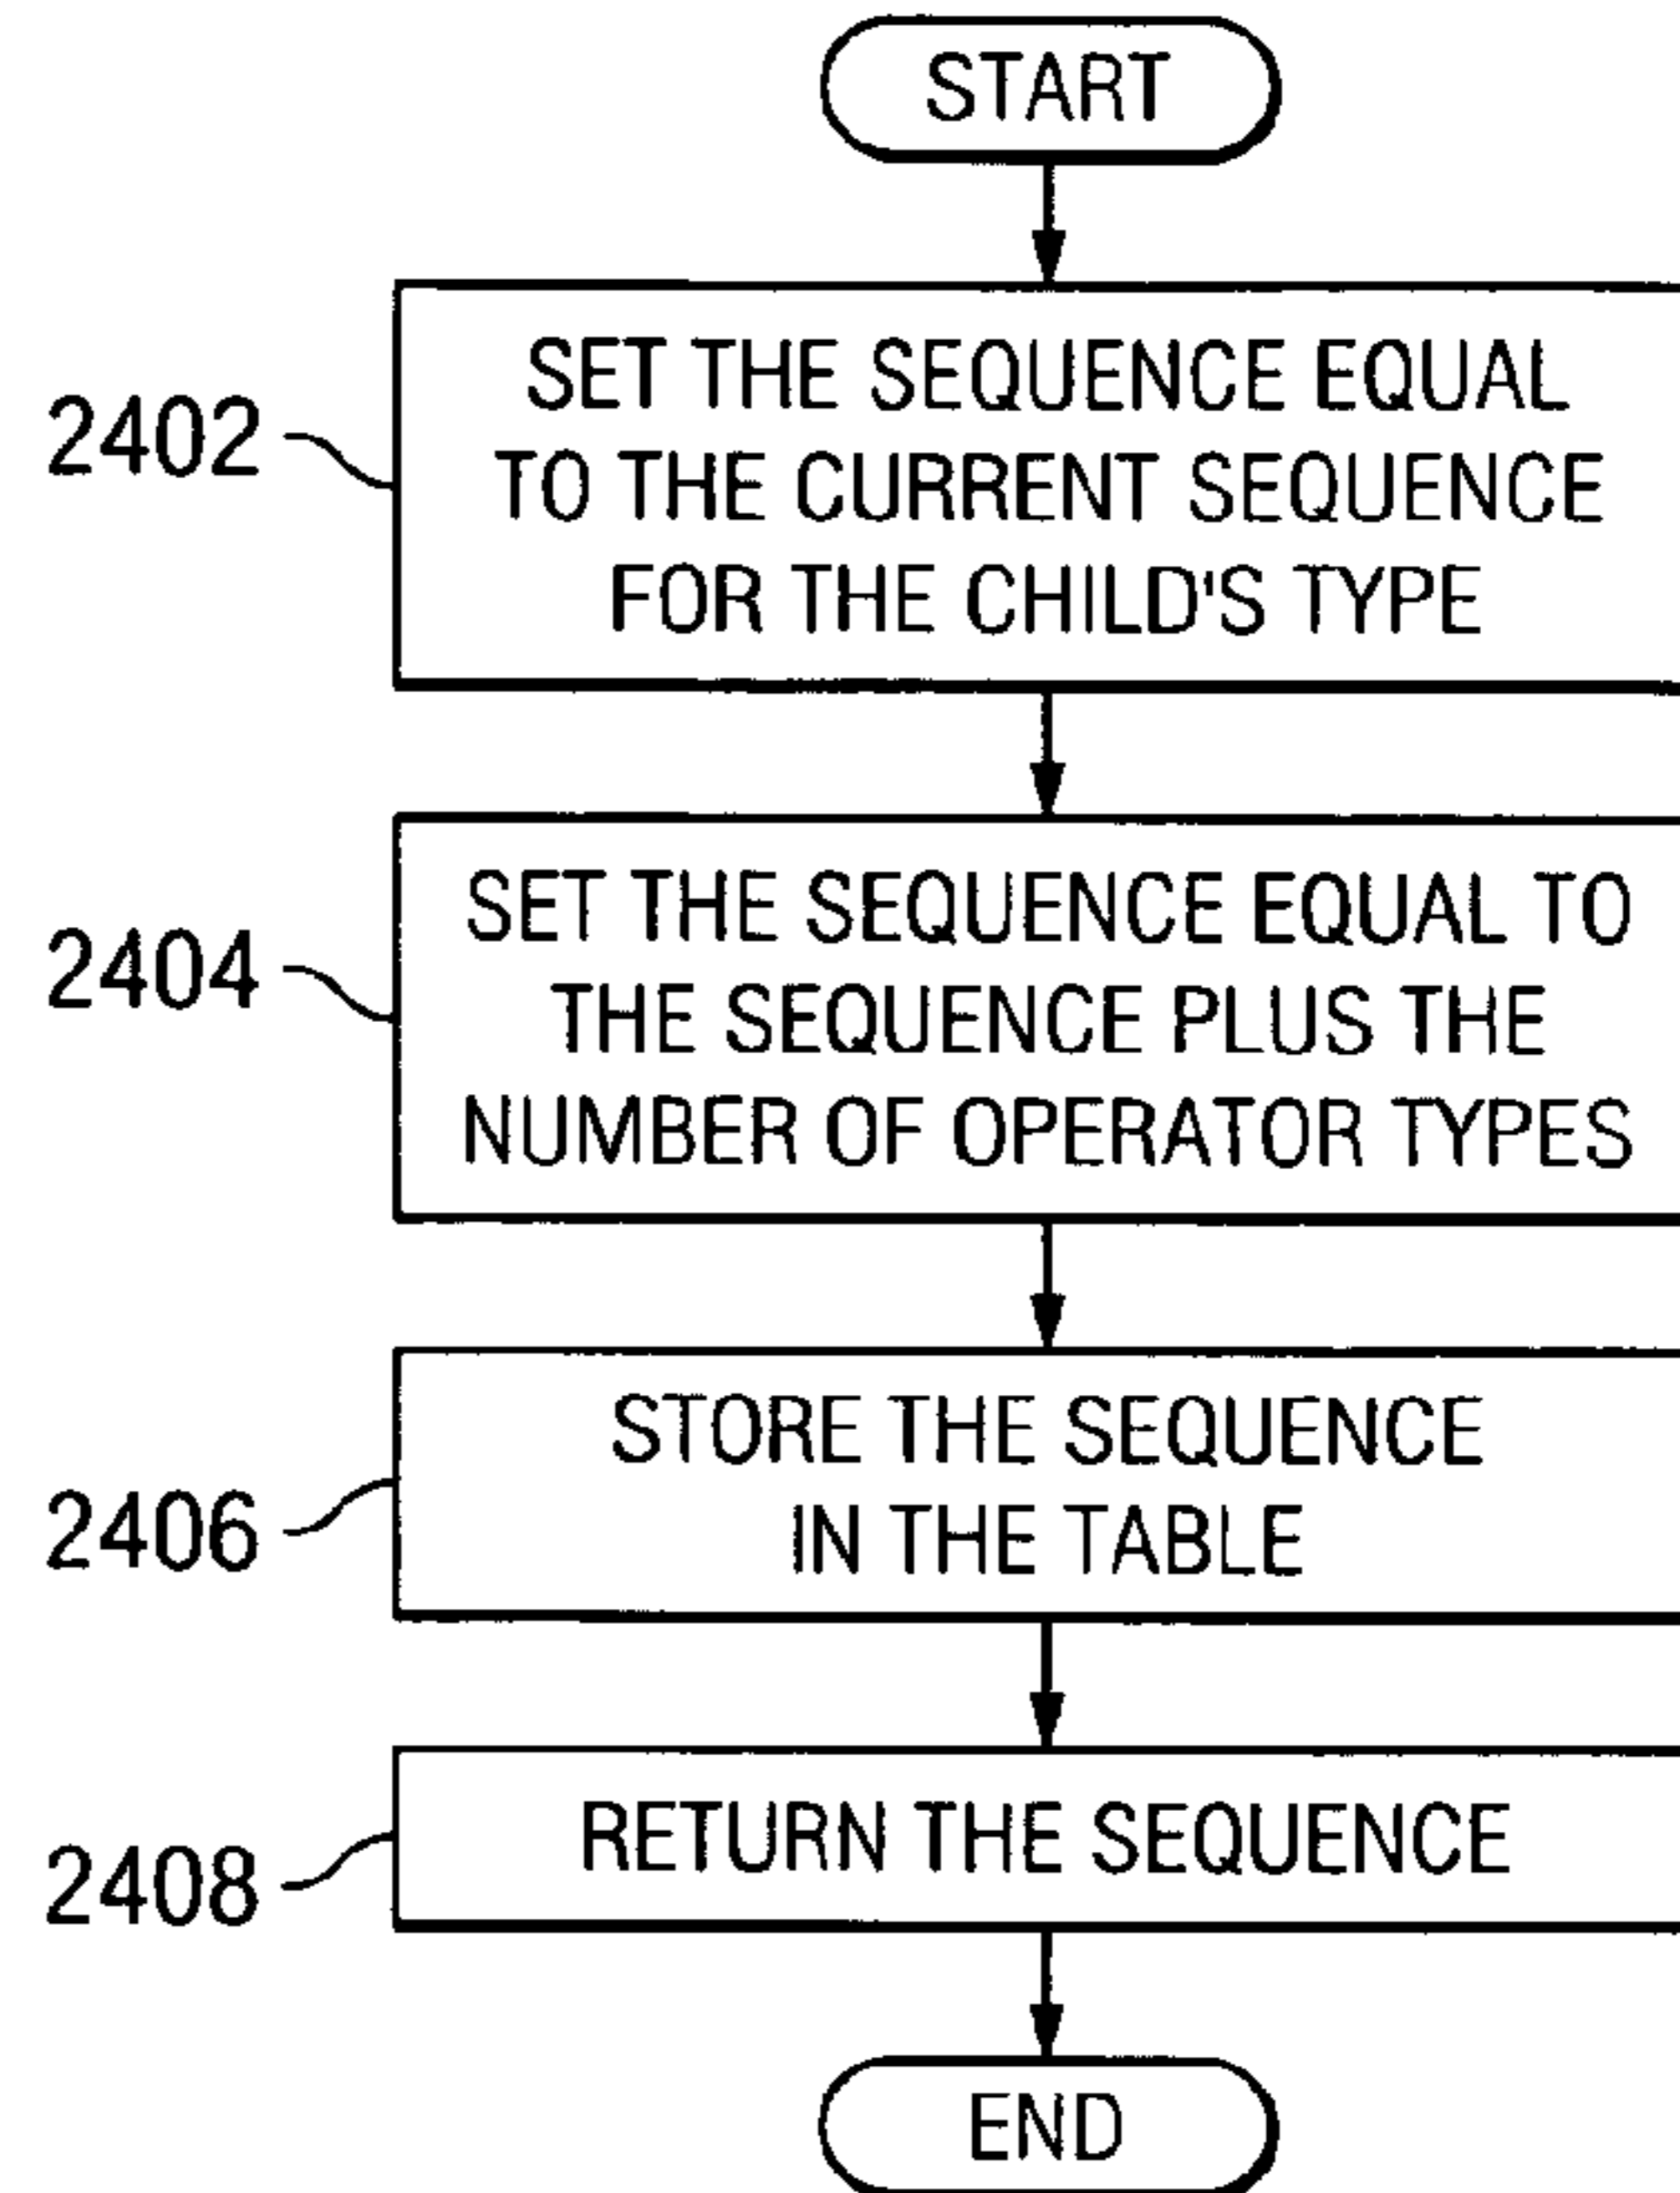 START
2402
SET THE SEQUENCE EQUAL
TO THE CURRENT SEQUENCE
FOR THE CHILD'S TYPE
2404
SET THE SEQUENCE EQUAL TO
THE SEQUENCE PLUS THE
NUMBER OF OPERATOR TYPES
2406
STORE THE SEQUENCE
IN THE TABLE
2408
RETURN THE SEQUENCE
END